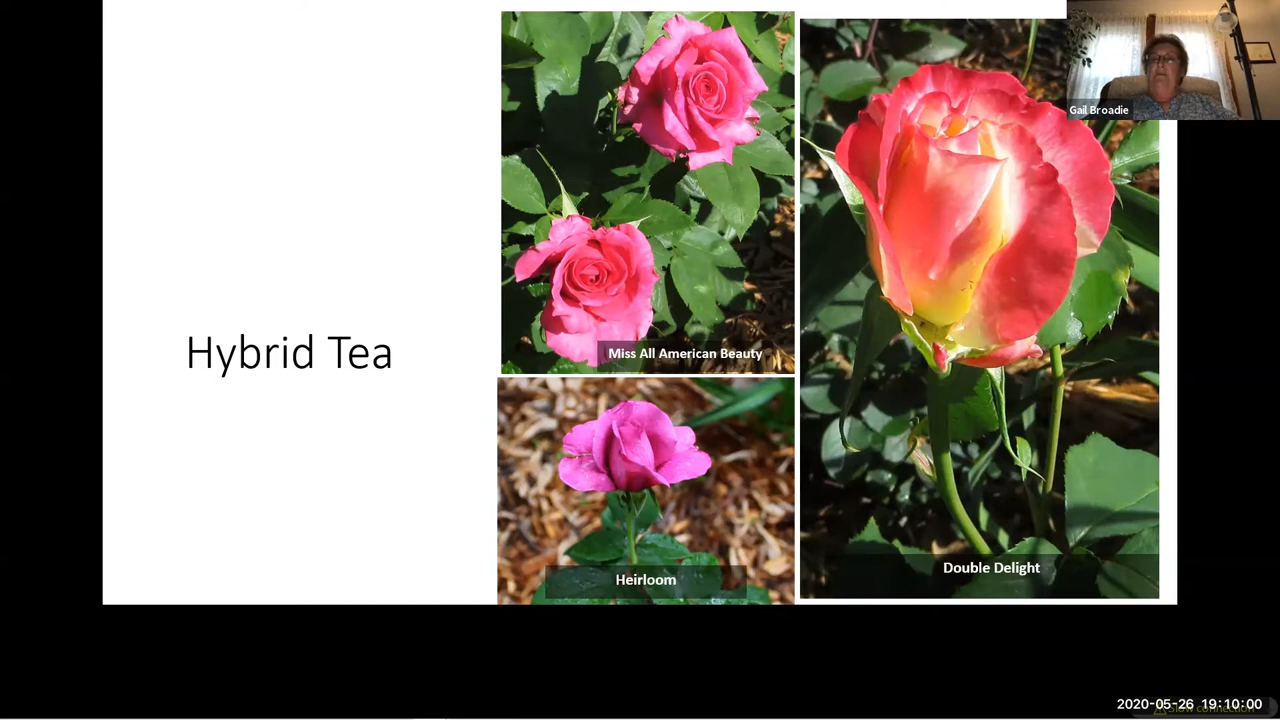 Hybrid Tea
Miss All American Beauty
Heirloom
Double Delight
Gail Broadie
2020-05-26 19:10:00